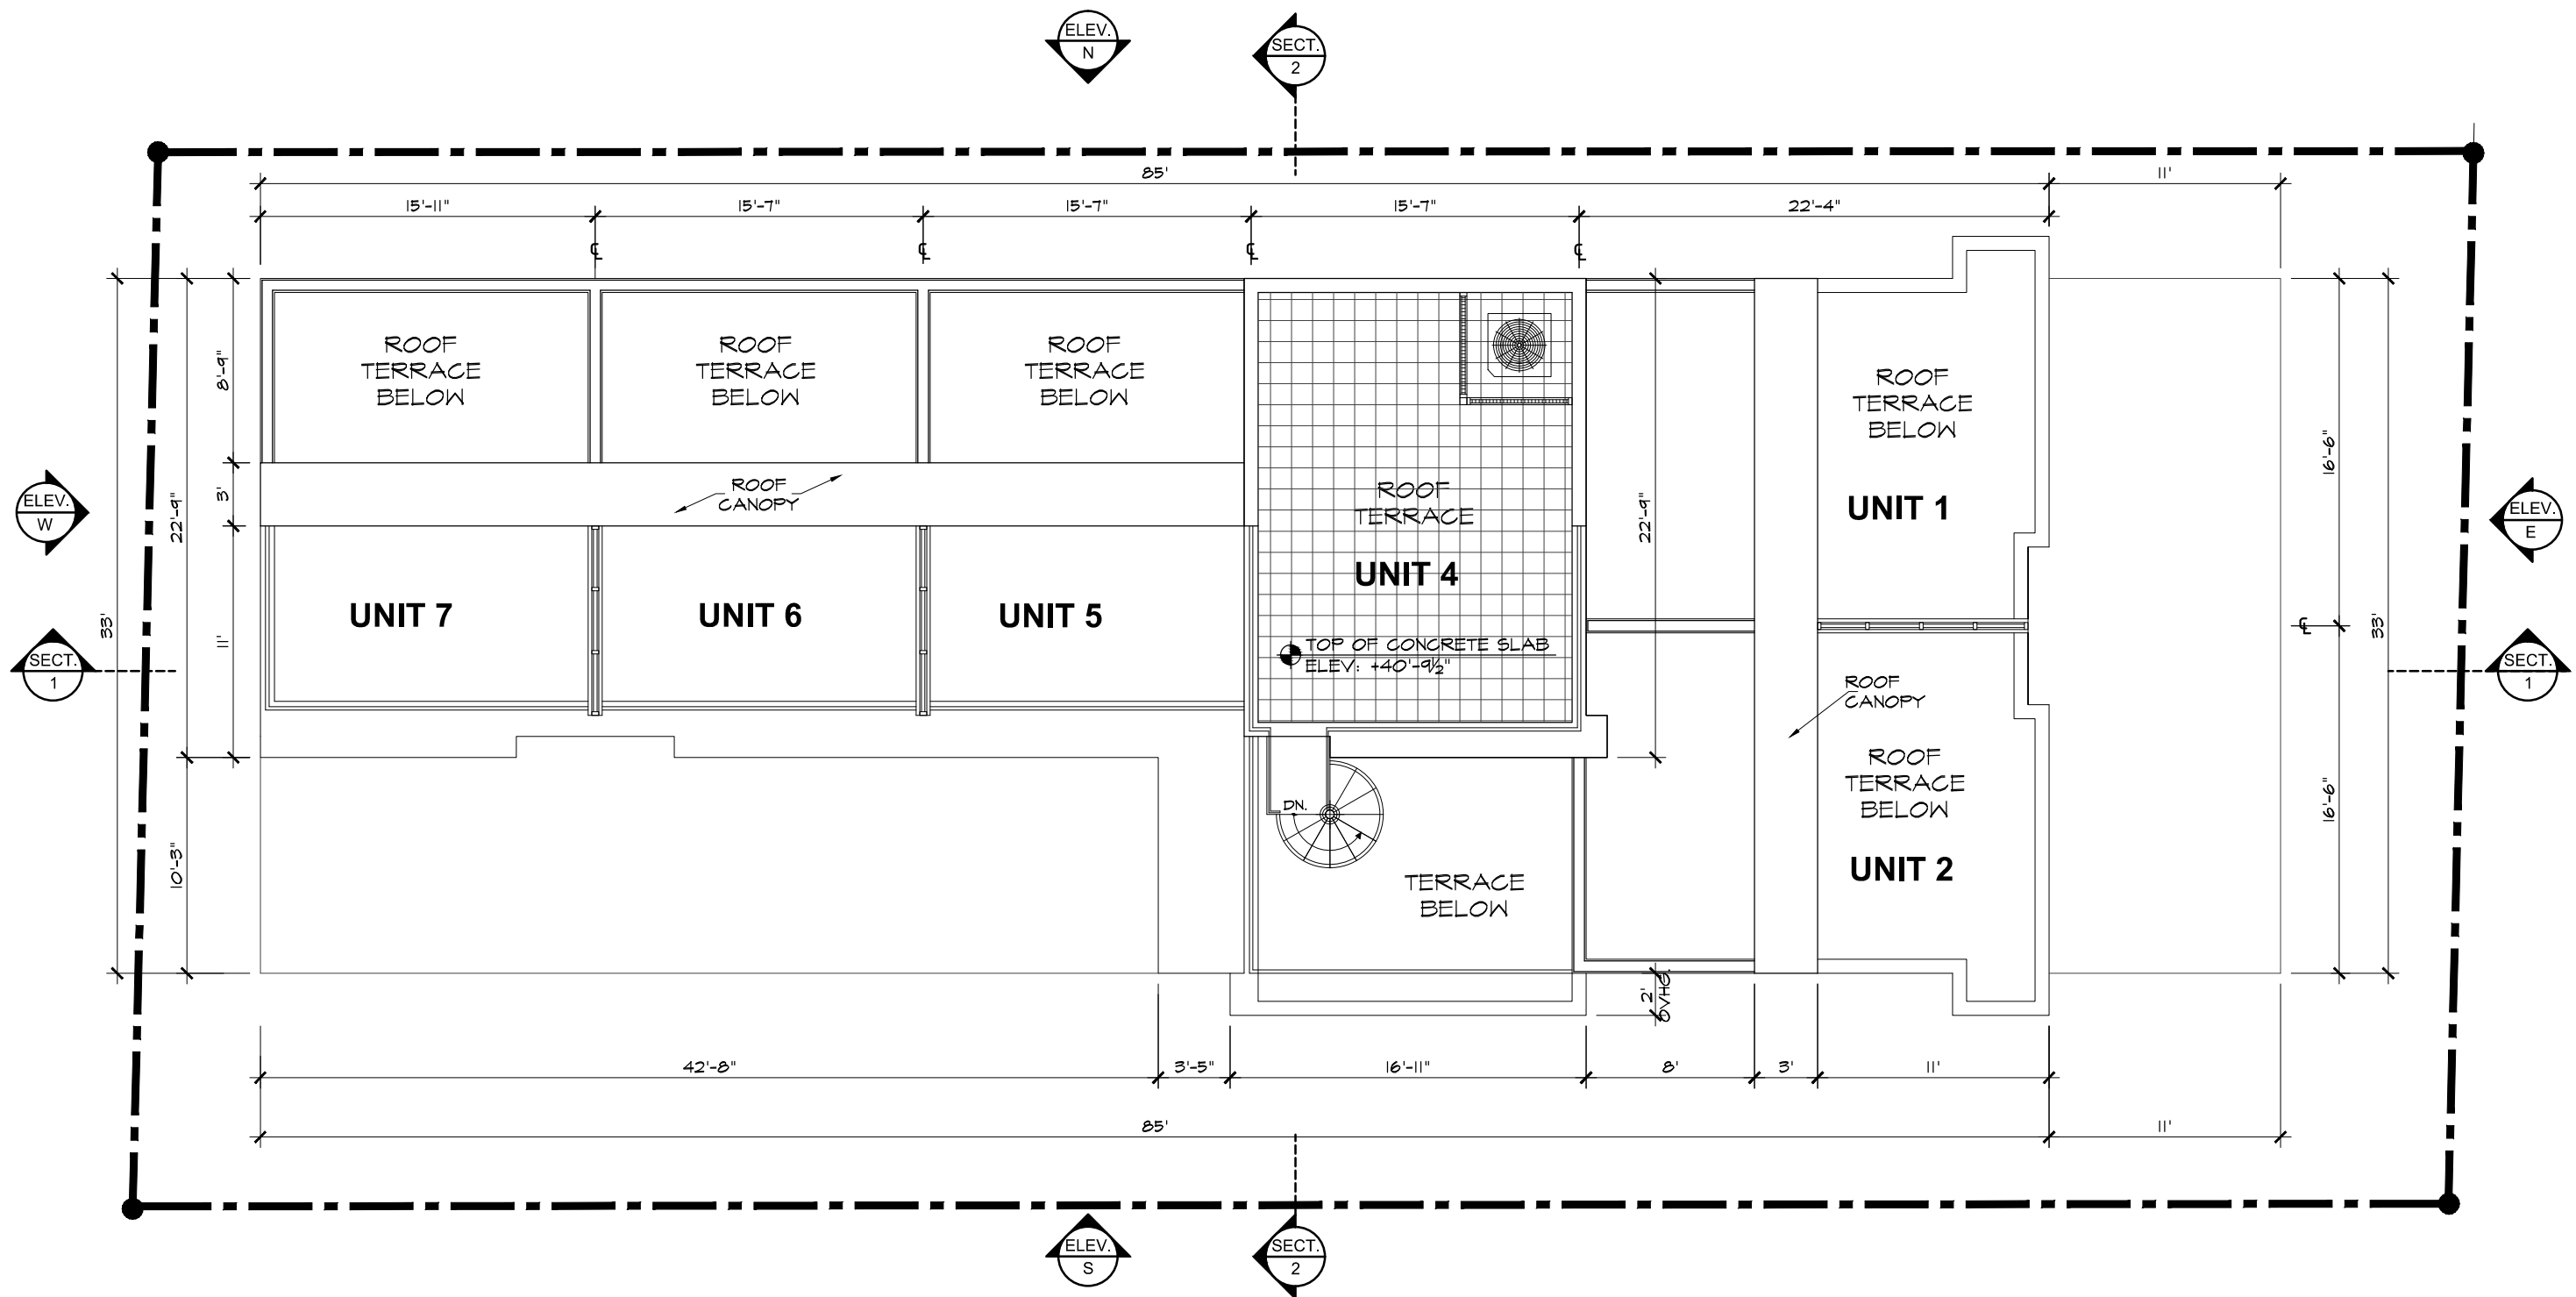 ELEV.
N
SECT.
2
85'
11'
15'-11"
15'-7"
15'-7"
15'-7"
22'-4"
℄
℄
℄
℄
ROOF
TERRACE
BELOW
ROOF
TERRACE
BELOW
ROOF
TERRACE
BELOW
ROOF
TERRACE
BELOW
8'-9"
3'
11'
22'-9"
10'-3"
33'
ROOF
CANOPY
ROOF
TERRACE
UNIT 4
22'-9"
UNIT 1
16'-6"
16'-6"
33'
℄
ELEV.
W
ELEV.
E
UNIT 7
UNIT 6
UNIT 5
TOP OF CONCRETE SLAB
ELEV: +40'-9½"
SECT.
1
SECT.
1
ROOF
CANOPY
ROOF
TERRACE
BELOW
UNIT 2
DN.
TERRACE
BELOW
2'
OVHG.
42'-8"
3'-5"
16'-11"
8'
3'
11'
85'
11'
ELEV.
S
SECT.
2